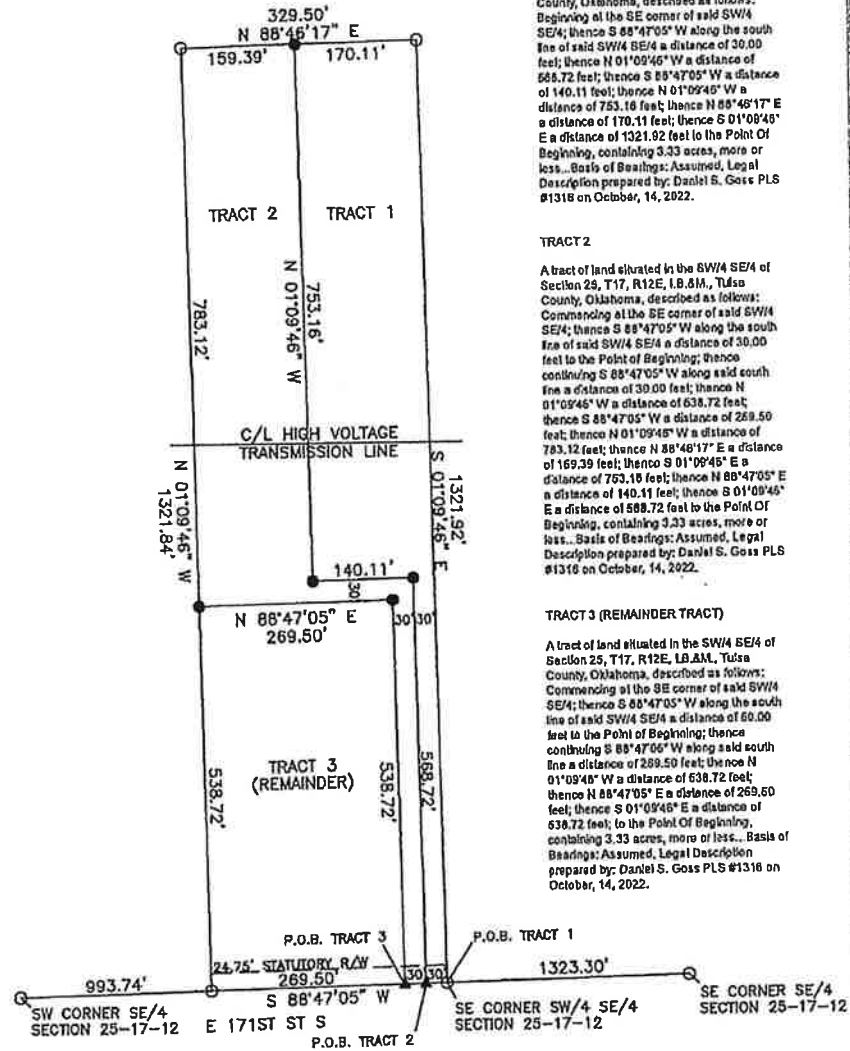 329.50'
N 88°46'17" E
159.39'
170.11'
TRACT 2
TRACT 1
N 01°09'46" W
753.16'
783.12'
C/L HIGH VOLTAGE
TRANSMISSION LINE
N 01°09'46" W
1321.84'
S 01°09'46" E
1321.92'
140.11'
30'
N 88°47'05" E
269.50'
30'
30'
TRACT 3
(REMAINDER)
538.72'
538.72'
568.72'
P.O.B. TRACT 3
P.O.B. TRACT 1
24.75' STATUTORY R/W
30'
30'
993.74'
269.50'
1323.30'
S 88°47'05" W
SW CORNER SE/4
SECTION 25-17-12
E 171ST ST S
P.O.B. TRACT 2
SE CORNER SW/4 SE/4
SECTION 25-17-12
SE CORNER SE/4
SECTION 25-17-12
County, Oklahoma, described as follows:
Beginning at the SE corner of said SW/4
SE/4; thence S 88°47'05" W along the south
line of said SW/4 SE/4 a distance of 30.00
feet; thence N 01°09'46" W a distance of
568.72 feet; thence S 88°47'05" W a distance
of 140.11 feet; thence N 01°09'46" W a
distance of 753.16 feet; thence N 88°46'17" E
a distance of 170.11 feet; thence S 01°09'46"
E a distance of 1321.92 feet to the Point Of
Beginning, containing 3.33 acres, more or
less... Basis of Bearings: Assumed, Legal
Description prepared by: Daniel S. Goss PLS
#1316 on October, 14, 2022.
TRACT 2
A tract of land situated in the SW/4 SE/4 of
Section 25, T17, R12E, I.B.&M., Tulsa
County, Oklahoma, described as follows:
Commencing at the SE corner of said SW/4
SE/4; thence S 88°47'05" W along the south
line of said SW/4 SE/4 a distance of 30.00
feet to the Point of Beginning; thence
continuing S 88°47'05" W along said south
line a distance of 30.00 feet; thence N
01°09'46" W a distance of 538.72 feet;
thence S 88°47'05" W a distance of 269.50
feet; thence N 01°09'46" W a distance of
783.12 feet; thence N 88°46'17" E a distance
of 159.39 feet; thence S 01°09'46" E a
distance of 753.16 feet; thence N 88°47'05" E
a distance of 140.11 feet; thence S 01°09'46"
E a distance of 568.72 feet to the Point Of
Beginning, containing 3.33 acres, more or
less... Basis of Bearings: Assumed, Legal
Description prepared by: Daniel S. Goss PLS
#1316 on October, 14, 2022.
TRACT 3 (REMAINDER TRACT)
A tract of land situated in the SW/4 SE/4 of
Section 25, T17, R12E, I.B.&M., Tulsa
County, Oklahoma, described as follows:
Commencing at the SE corner of said SW/4
SE/4; thence S 88°47'05" W along the south
line of said SW/4 SE/4 a distance of 60.00
feet to the Point of Beginning; thence
continuing S 88°47'05" W along said south
line a distance of 269.50 feet; thence N
01°09'46" W a distance of 538.72 feet;
thence N 88°47'05" E a distance of 269.50
feet; thence S 01°09'46" E a distance of
538.72 feet; to the Point Of Beginning,
containing 3.33 acres, more or less... Basis of
Bearings: Assumed, Legal Description
prepared by: Daniel S. Goss PLS #1316 on
October, 14, 2022.